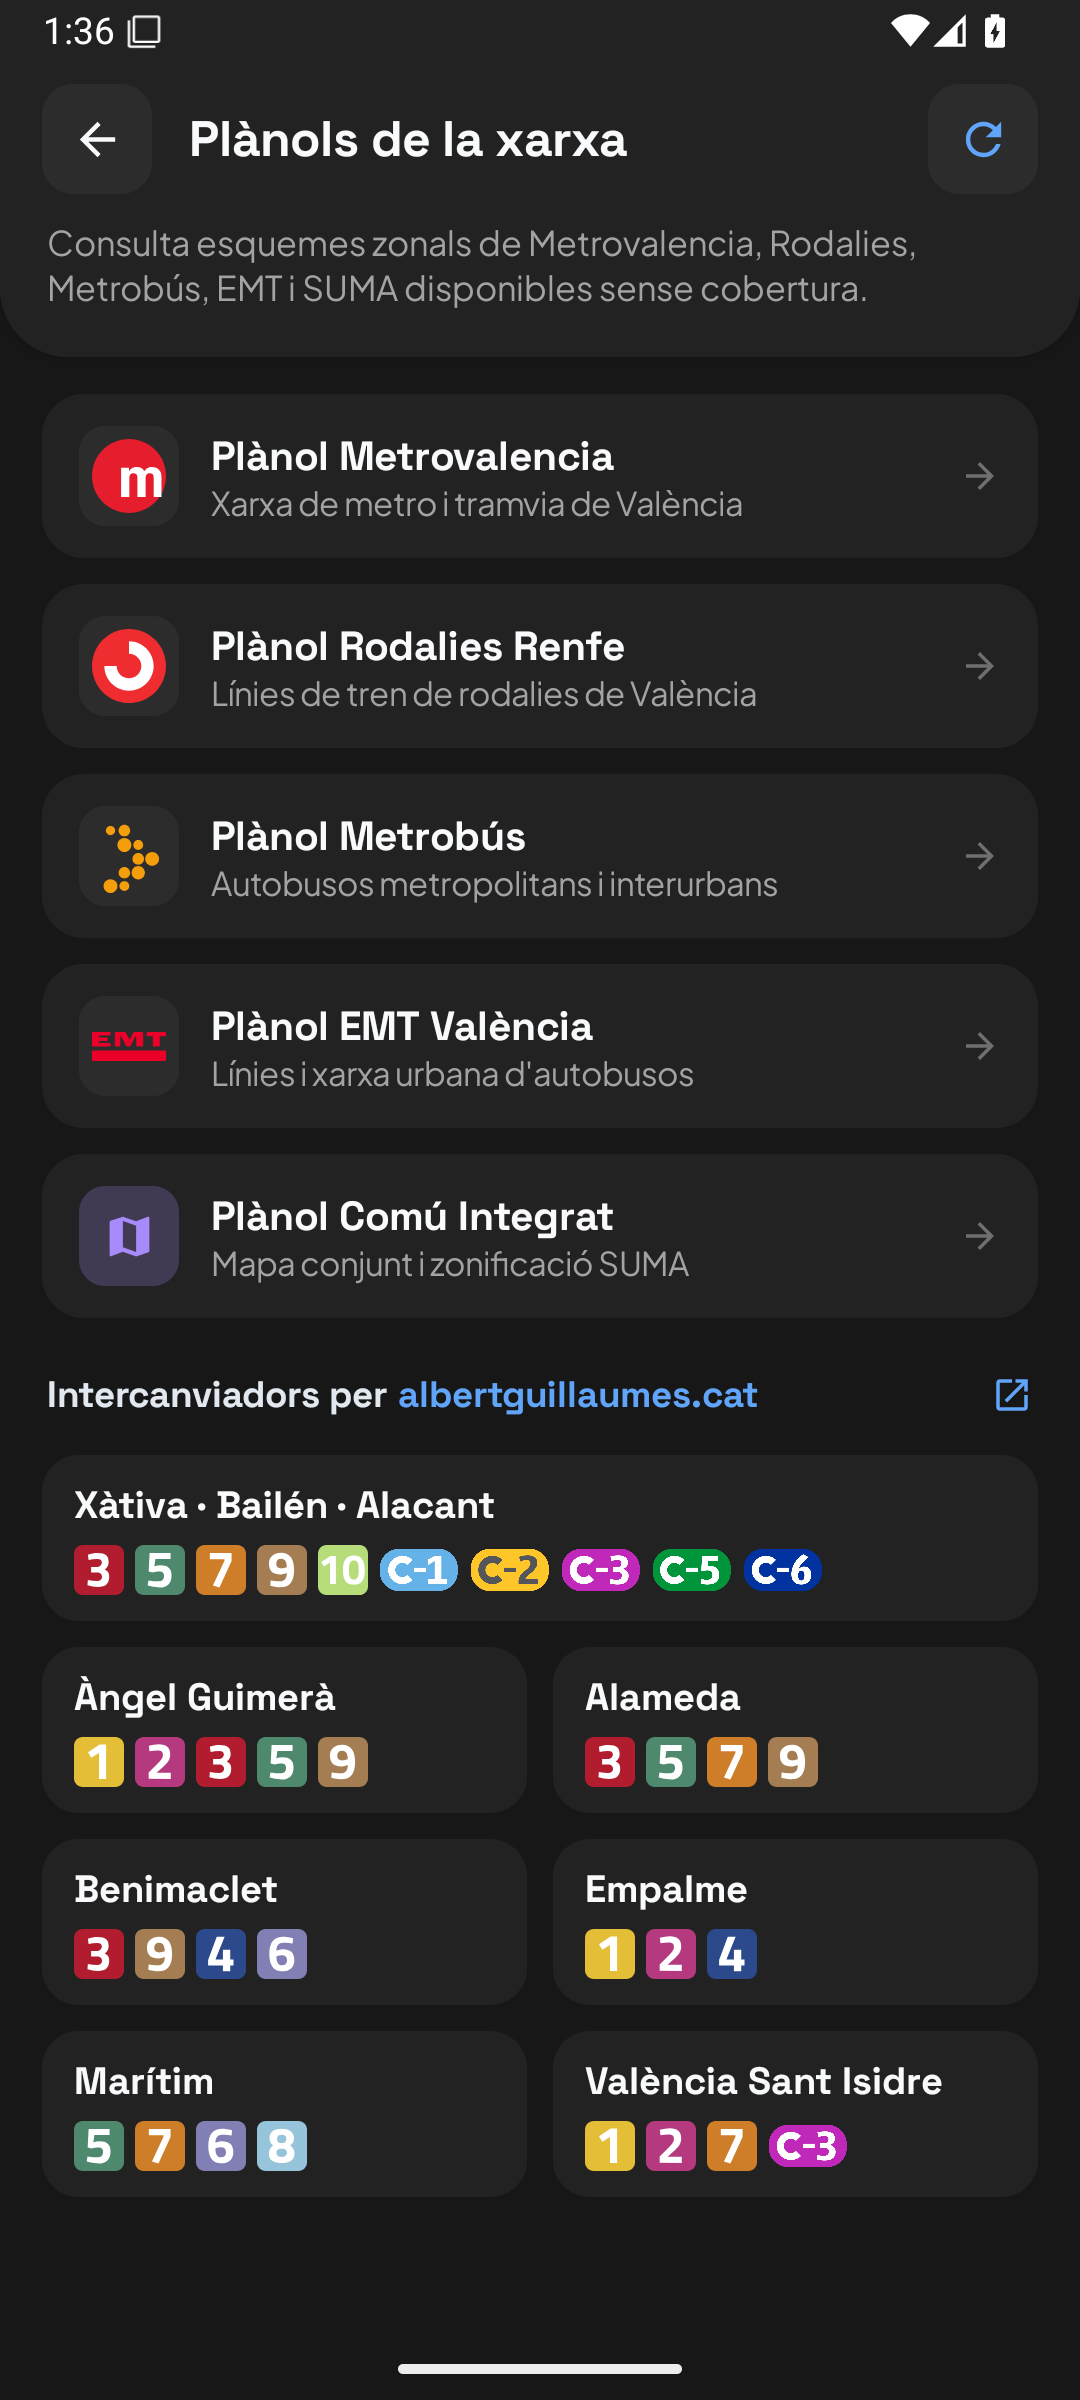 1:36
Plànols de la xarxa
Consulta esquemes zonals de Metrovalencia, Rodalies,
Metrobús, EMT i SUMA disponibles sense cobertura.
m
Plànol Metrovalencia
Xarxa de metro i tramvia de València
Plànol Rodalies Renfe
Línies de tren de rodalies de València
Plànol Metrobús
Autobusos metropolitans i interurbans
EMT
Plànol EMT València
Línies i xarxa urbana d'autobusos
Plànol Comú Integrat
Mapa conjunt i zonificació SUMA
Intercanviadors per albertguillaumes.cat
Xàtiva · Bailén · Alacant
3 5 7 9 10 C-1 C-2 C-3 C-5 C-6
Àngel Guimerà
1 2 3 5 9
Alameda
3 5 7 9
Benimaclet
3 9 4 6
Empalme
1 2 4
Marítim
5 7 6 8
València Sant Isidre
1 2 7 C-3